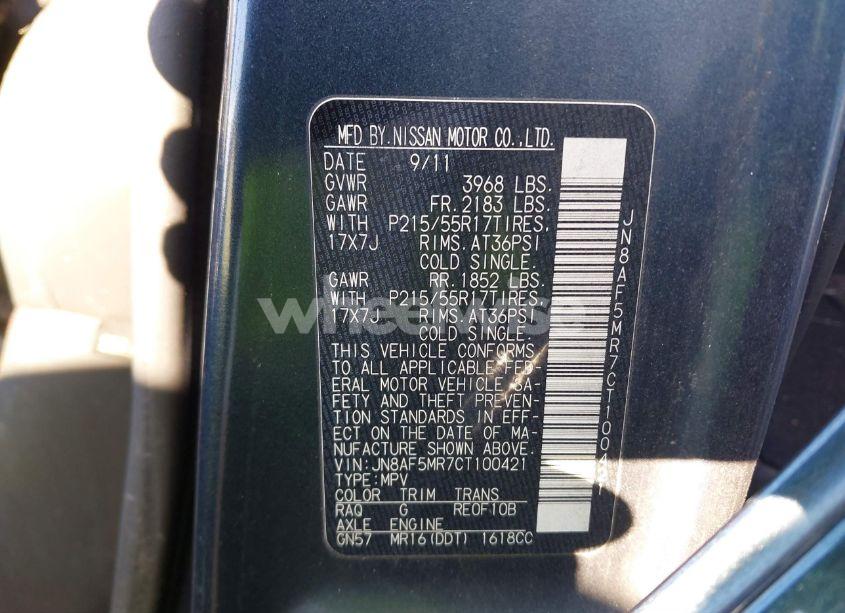 MFD BY. NISSAN MOTOR CO.,LTD.
DATE 9/11
GVWR 3968 LBS.
GAWR FR. 2183 LBS.
WITH P215/55R17TIRES.
17X7J RIMS. AT36PSI
COLD SINGLE.
GAWR RR. 1852 LBS.
WITH P215/55R17TIRES.
17X7J RIMS. AT36PSI
COLD SINGLE.
THIS VEHICLE CONFORMS
TO ALL APPLICABLE FED-
ERAL MOTOR VEHICLE SA-
FETY AND THEFT PREVEN-
TION STANDARDS IN EFF-
ECT ON THE DATE OF MA-
NUFACTURE SHOWN ABOVE.
VIN: JN8AF5MR7CT100421
TYPE: MPV
COLOR TRIM TRANS
RAQ G RE0F10B
AXLE ENGINE
GN57 MR16(DDT) 1618CC
JN8AF5MR7CT100421
wheelwise